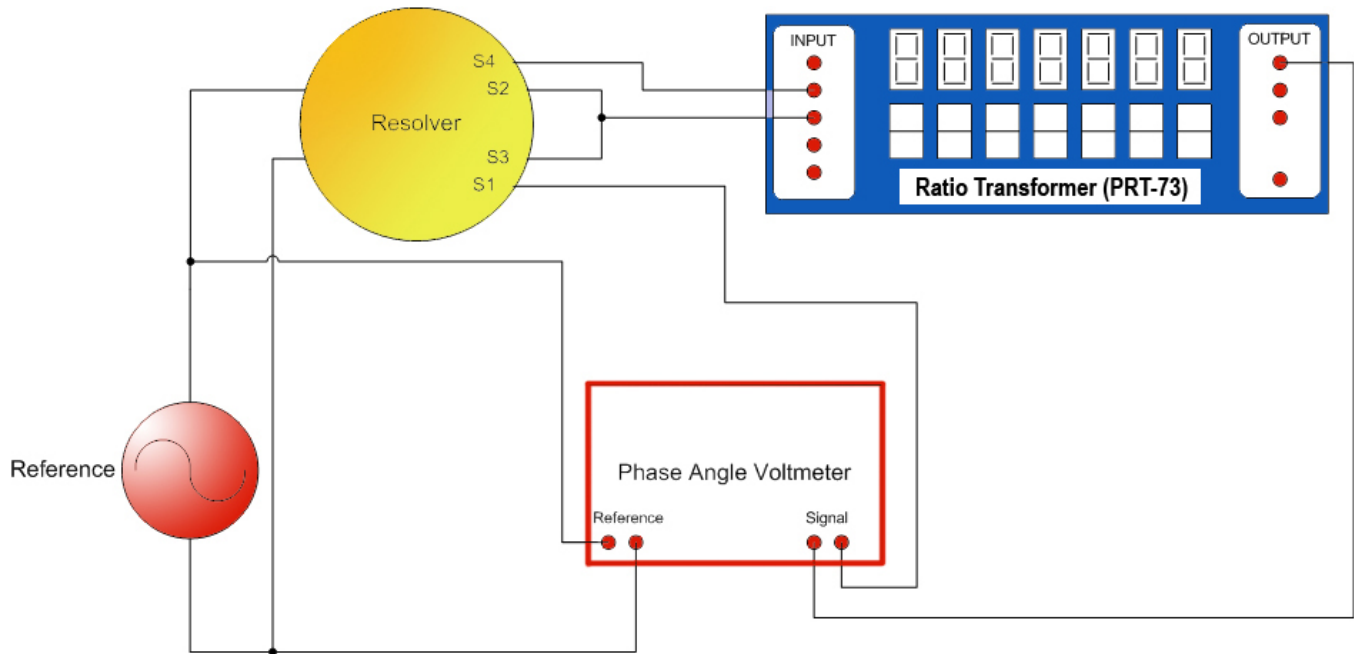 INPUT
OUTPUT
S4
S2
Resolver
S3
S1
Ratio Transformer (PRT-73)
Reference
Phase Angle Voltmeter
Reference
Signal